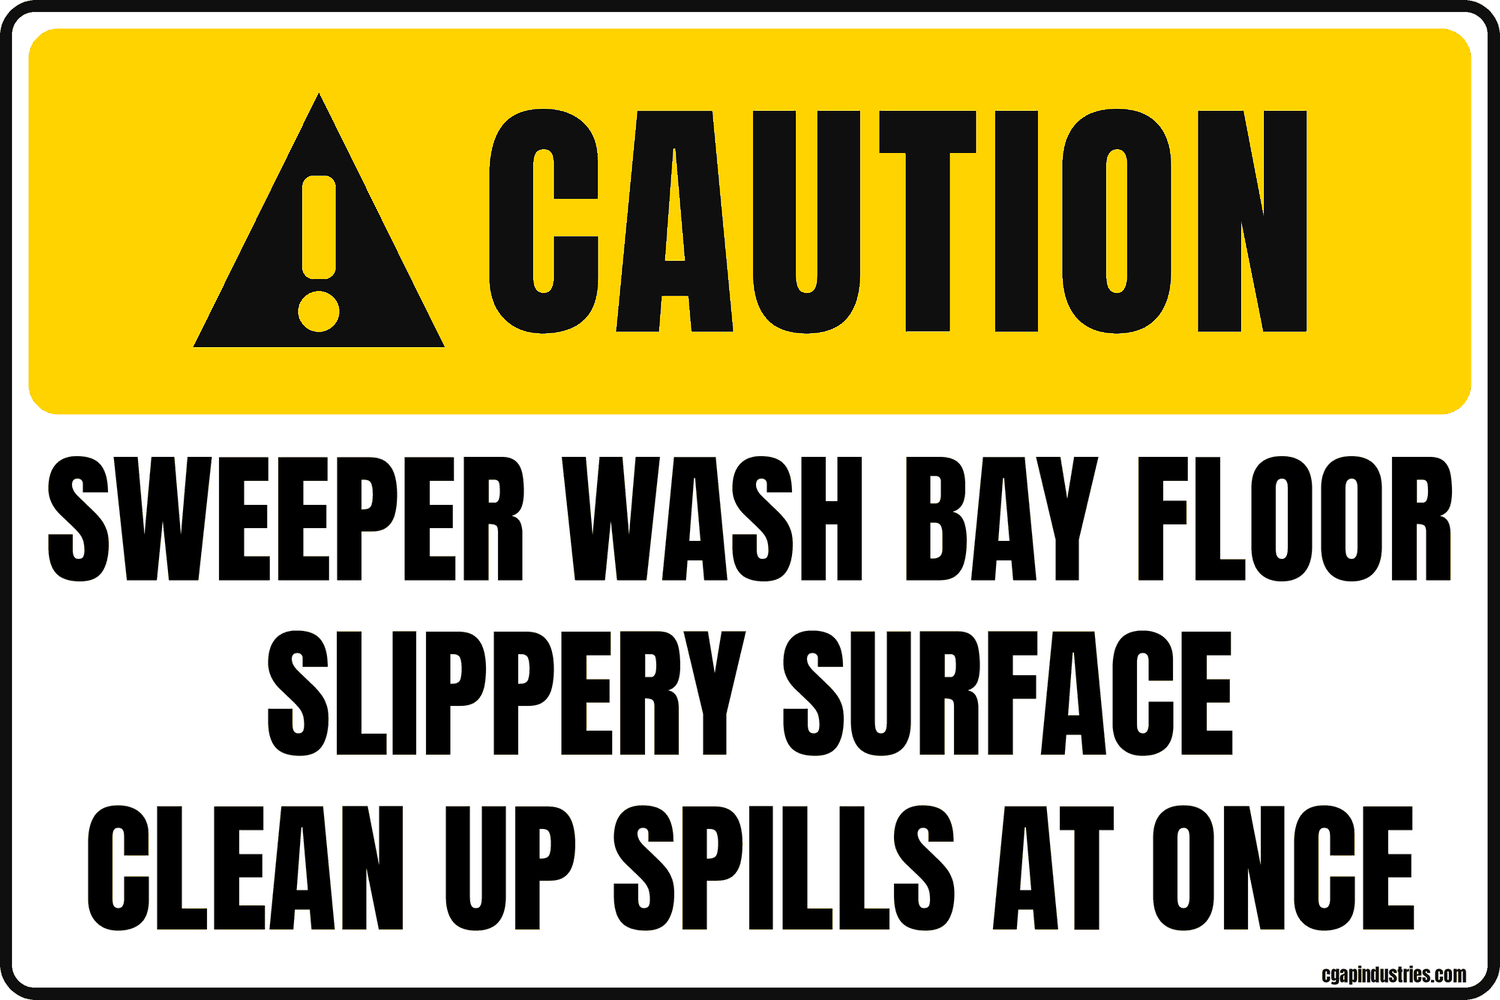 CAUTION
SWEEPER WASH BAY FLOOR
SLIPPERY SURFACE
CLEAN UP SPILLS AT ONCE
cgapindustries.com